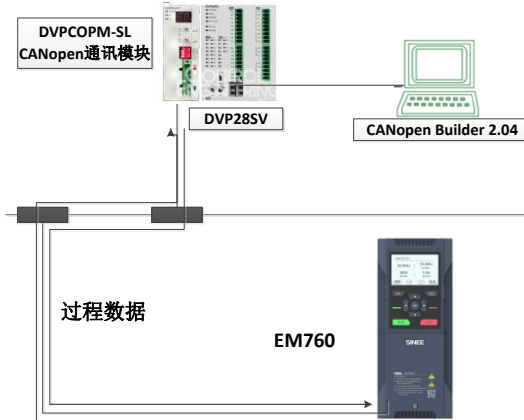 DVPCOPM-SL
CANopen通讯模块
DVP28SV
CANopen Builder 2.04
过程数据
EM760
SINEE